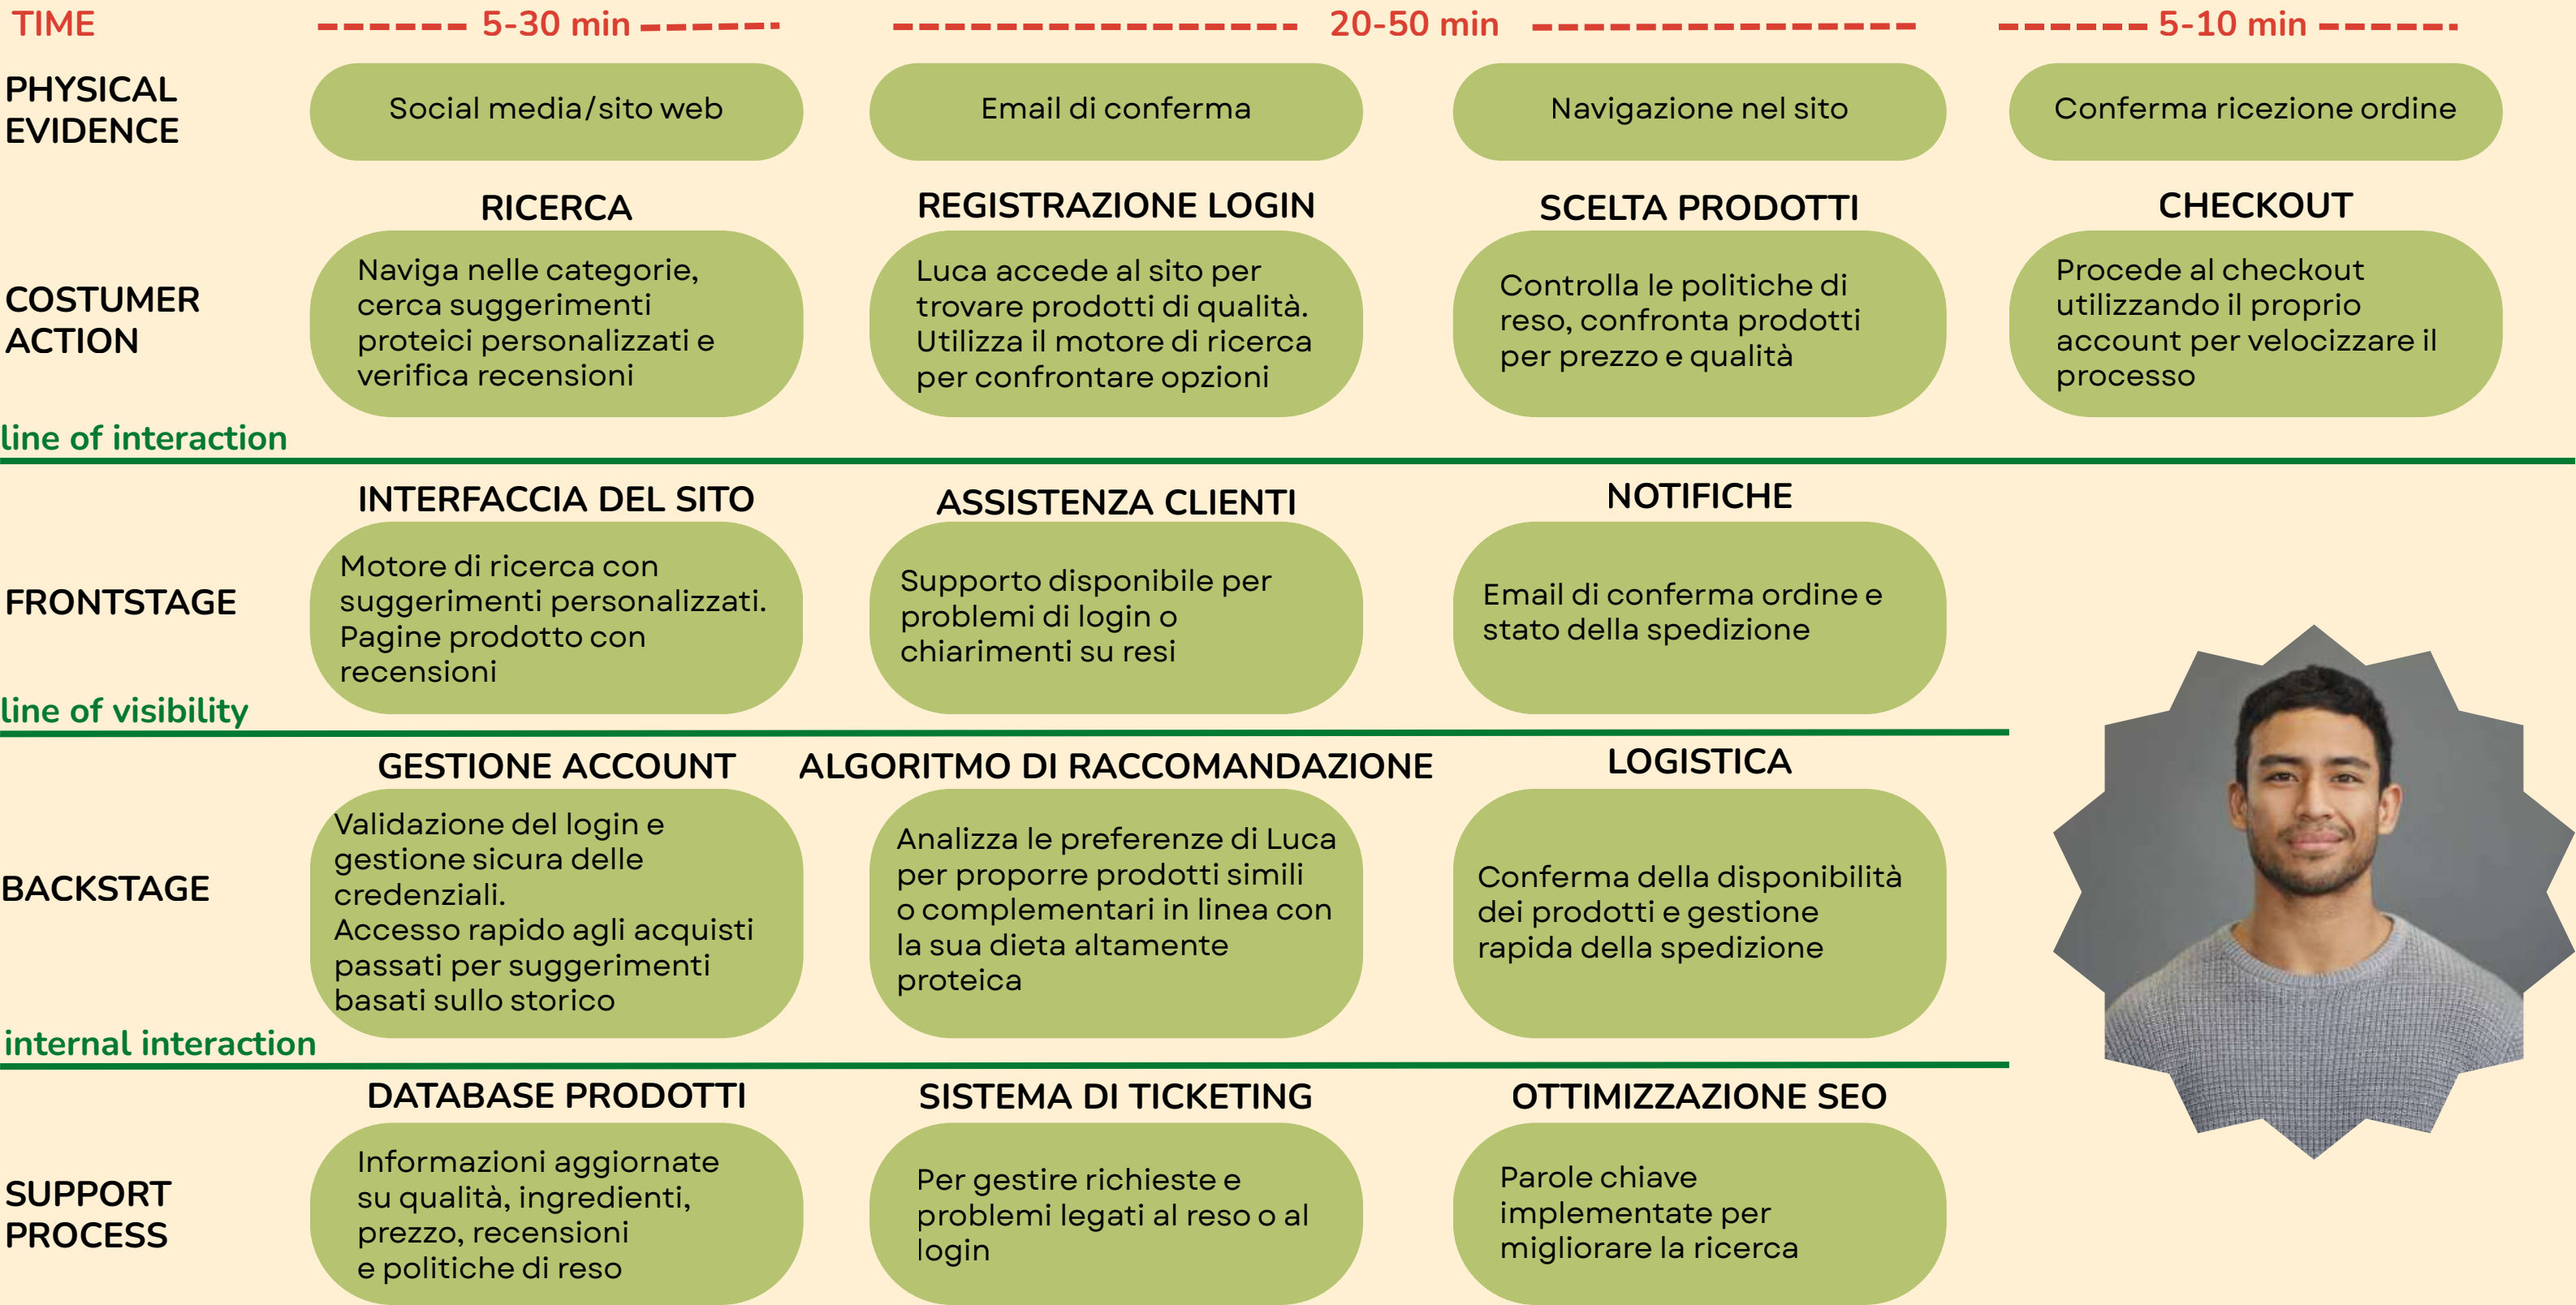 TIME
5-30 min
20-50 min
5-10 min
PHYSICAL
EVIDENCE
Social media/sito web
Email di conferma
Navigazione nel sito
Conferma ricezione ordine
COSTUMER
ACTION
RICERCA
Naviga nelle categorie,
cerca suggerimenti
proteici personalizzati e
verifica recensioni
REGISTRAZIONE LOGIN
Luca accede al sito per
trovare prodotti di qualità.
Utilizza il motore di ricerca
per confrontare opzioni
SCELTA PRODOTTI
Controlla le politiche di
reso, confronta prodotti
per prezzo e qualità
CHECKOUT
Procede al checkout
utilizzando il proprio
account per velocizzare il
processo
line of interaction
FRONTSTAGE
INTERFACCIA DEL SITO
Motore di ricerca con
suggerimenti personalizzati.
Pagine prodotto con
recensioni
ASSISTENZA CLIENTI
Supporto disponibile per
problemi di login o
chiarimenti su resi
NOTIFICHE
Email di conferma ordine e
stato della spedizione
line of visibility
BACKSTAGE
GESTIONE ACCOUNT
Validazione del login e
gestione sicura delle
credenziali.
Accesso rapido agli acquisti
passati per suggerimenti
basati sullo storico
ALGORITMO DI RACCOMANDAZIONE
Analizza le preferenze di Luca
per proporre prodotti simili
o complementari in linea con
la sua dieta altamente
proteica
LOGISTICA
Conferma della disponibilità
dei prodotti e gestione
rapida della spedizione
internal interaction
SUPPORT
PROCESS
DATABASE PRODOTTI
Informazioni aggiornate
su qualità, ingredienti,
prezzo, recensioni
e politiche di reso
SISTEMA DI TICKETING
Per gestire richieste e
problemi legati al reso o al
login
OTTIMIZZAZIONE SEO
Parole chiave
implementate per
migliorare la ricerca